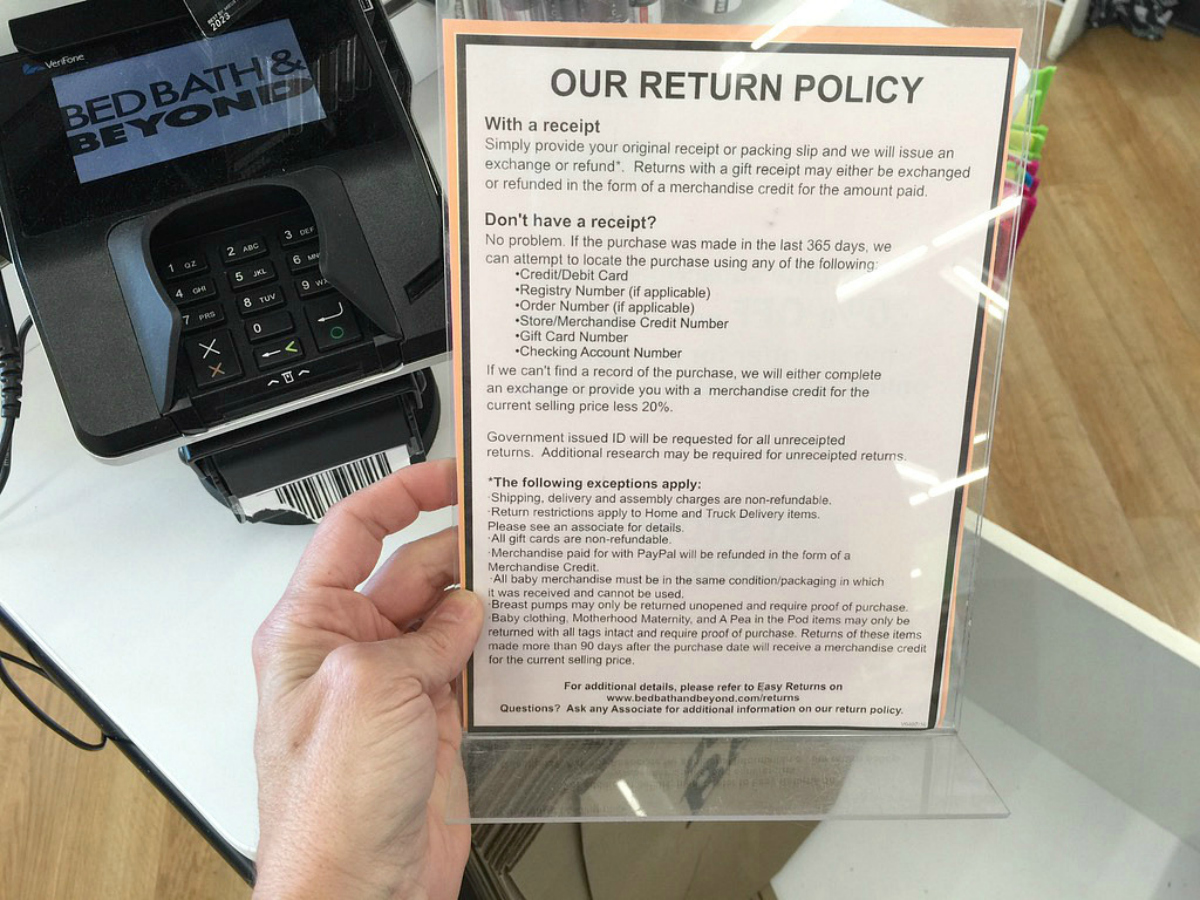 2023
VeriFone
BED BATH &
BEYOND
1 QZ
2 ABC
3 DEF
4 GHI
5 JKL
6
7 PRS
8 TUV
9
0
OUR RETURN POLICY
With a receipt
Simply provide your original receipt or packing slip and we will issue an
exchange or refund*. Returns with a gift receipt may either be exchanged
or refunded in the form of a merchandise credit for the amount paid.
Don't have a receipt?
No problem. If the purchase was made in the last 365 days, we
can attempt to locate the purchase using any of the following:
•Credit/Debit Card
•Registry Number (if applicable)
•Order Number (if applicable)
•Store/Merchandise Credit Number
•Gift Card Number
•Checking Account Number
If we can't find a record of the purchase, we will either complete
an exchange or provide you with a merchandise credit for the
current selling price less 20%.
Government issued ID will be requested for all unreceipted
returns. Additional research may be required for unreceipted returns.
*The following exceptions apply:
·Shipping, delivery and assembly charges are non-refundable.
·Return restrictions apply to Home and Truck Delivery items.
Please see an associate for details.
·All gift cards are non-refundable.
·Merchandise paid for with PayPal will be refunded in the form of a
Merchandise Credit.
·All baby merchandise must be in the same condition/packaging in which
it was received and cannot be used.
·Breast pumps may only be returned unopened and require proof of purchase.
·Baby clothing, Motherhood Maternity, and A Pea in the Pod items may only be
returned with all tags intact and require proof of purchase. Returns of these items
made more than 90 days after the purchase date will receive a merchandise credit
for the current selling price.
For additional details, please refer to Easy Returns on
www.bedbathandbeyond.com/returns
Questions? Ask any Associate for additional information on our return policy.